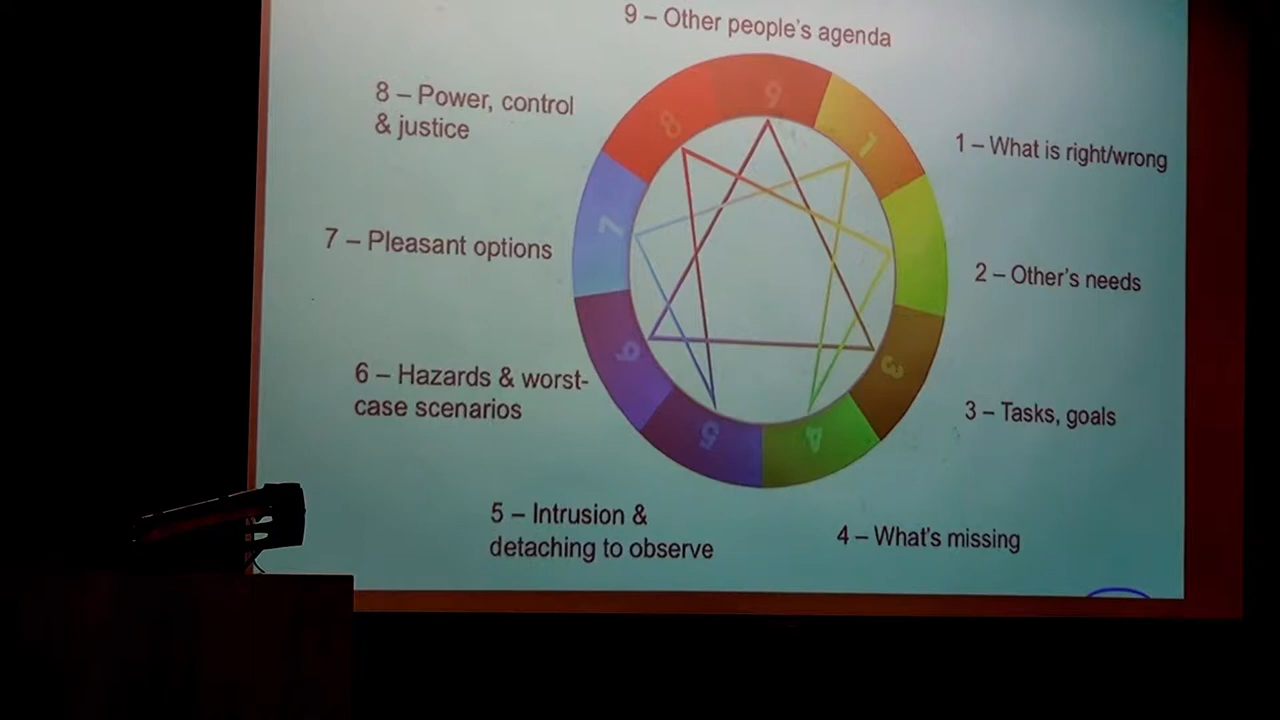 9 – Other people's agenda
8 – Power, control
& justice
1 – What is right/wrong
7 – Pleasant options
2 – Other's needs
6 – Hazards & worst-
case scenarios
3 – Tasks, goals
5 – Intrusion &
detaching to observe
4 – What's missing
9
8
1
7
6
3
5
4